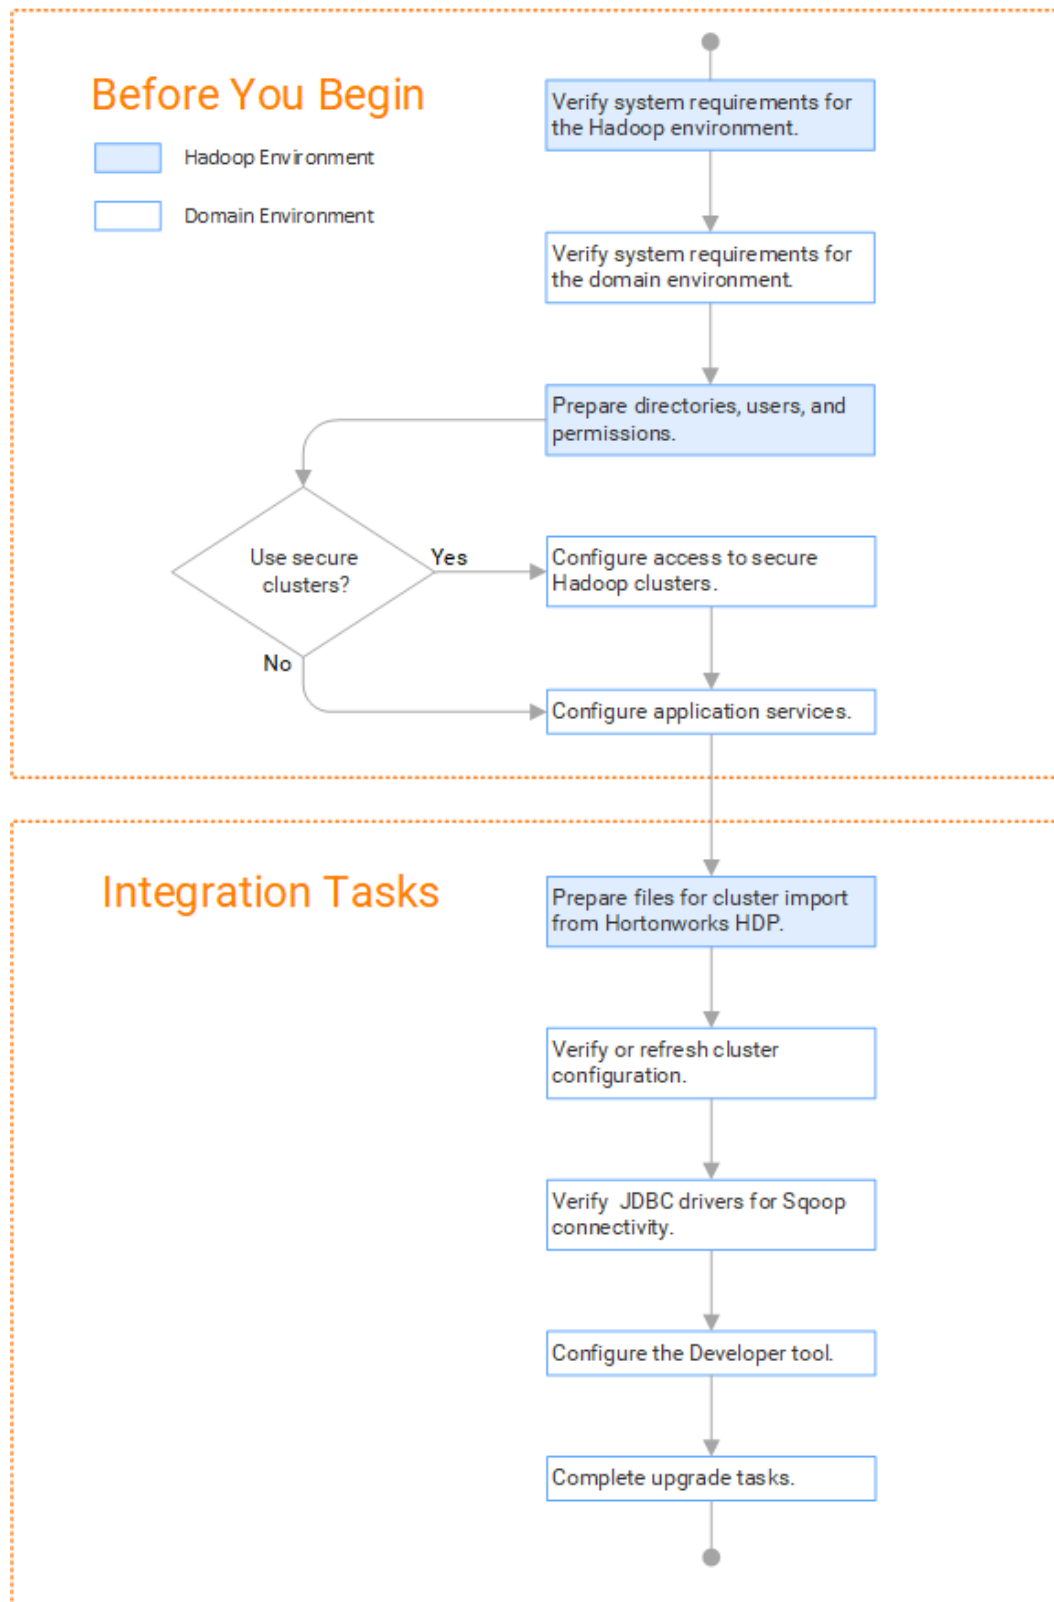 Before You Begin
Hadoop Environment
Domain Environment
Verify system requirements for
the Hadoop environment.
Verify system requirements for
the domain environment.
Prepare directories, users, and
permissions.
Use secure
clusters?
Yes
No
Configure access to secure
Hadoop clusters.
Configure application services.
Integration Tasks
Prepare files for cluster import
from Hortonworks HDP.
Verify or refresh cluster
configuration.
Verify JDBC drivers for Sqoop
connectivity.
Configure the Developer tool.
Complete upgrade tasks.